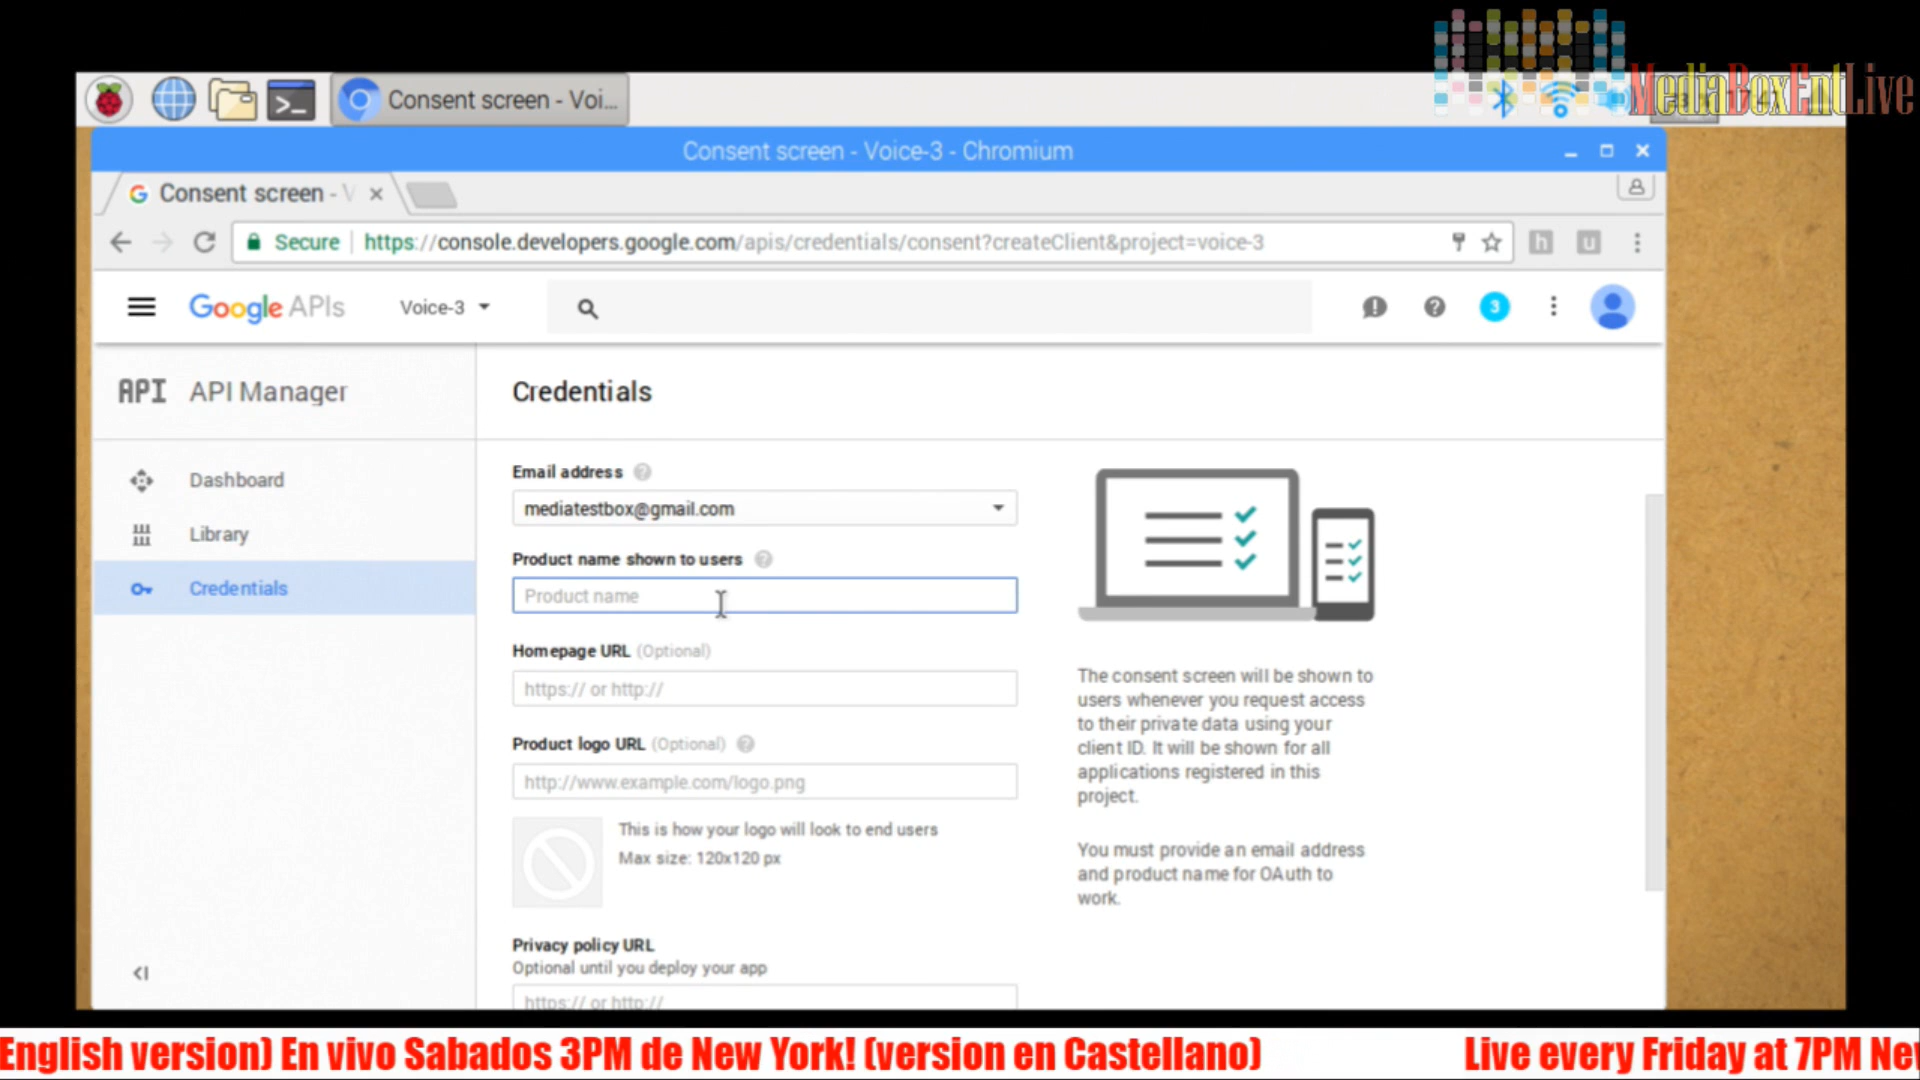 MediaBoxEntLive
Consent screen - Voi...
Consent screen - Voice-3 - Chromium
Consent screen - V
Secure
https://console.developers.google.com/apis/credentials/consent?createClient&project=voice-3
h
u
Google APIs
Voice-3
3
API
API Manager
Credentials
Dashboard
Library
Credentials
Email address
mediatestbox@gmail.com
Product name shown to users
Product name
Homepage URL (Optional)
https:// or http://
Product logo URL (Optional)
http://www.example.com/logo.png
This is how your logo will look to end users
Max size: 120x120 px
Privacy policy URL
Optional until you deploy your app
https:// or http://
The consent screen will be shown to
users whenever you request access
to their private data using your
client ID. It will be shown for all
applications registered in this
project.
You must provide an email address
and product name for OAuth to
work.
English version) En vivo Sabados 3PM de New York! (version en Castellano)
Live every Friday at 7PM Ne